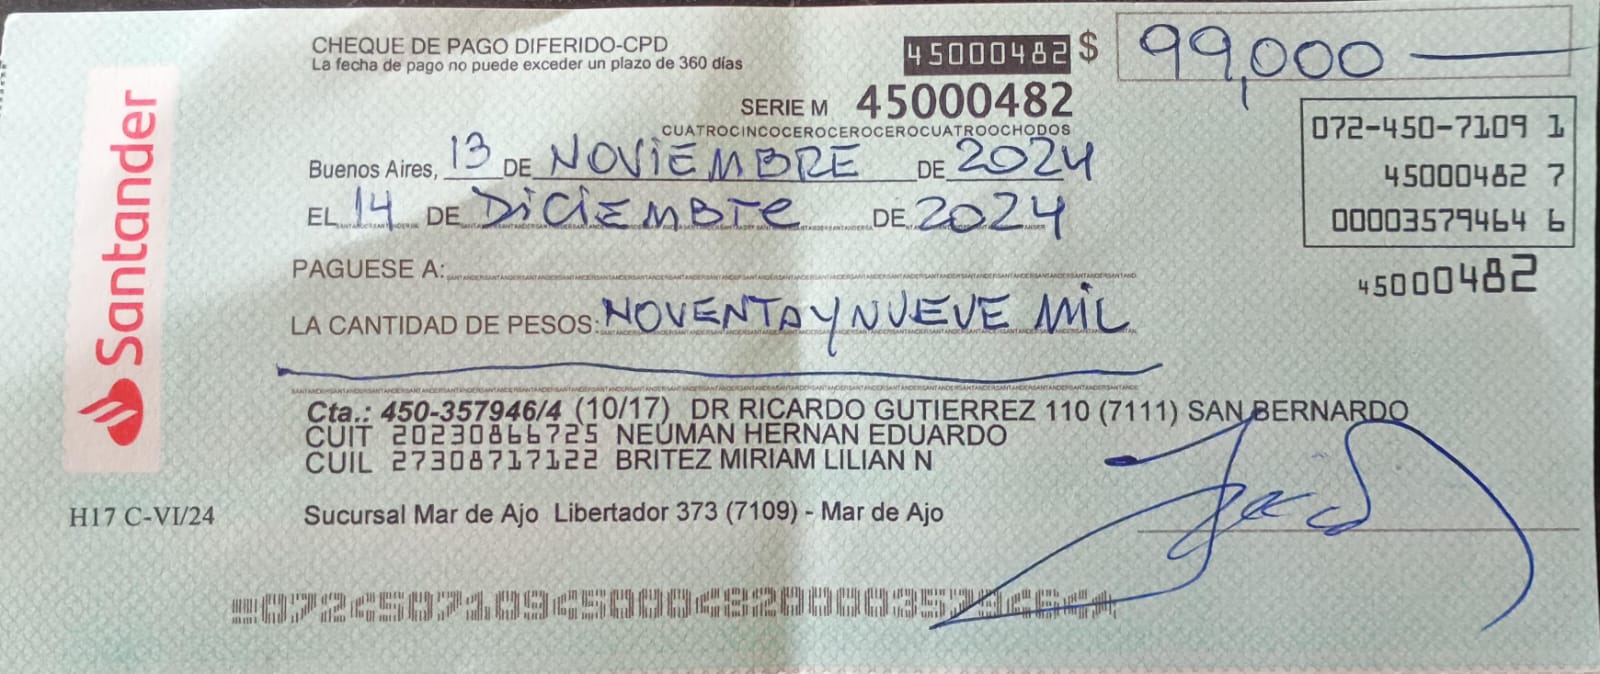 Santander
CHEQUE DE PAGO DIFERIDO-CPD
La fecha de pago no puede exceder un plazo de 360 días
45000482 $ 99,000
SERIE M 45000482
CUATROCINCOCEROCEROCEROCUATROOCHODOS
072-450-7109 1
45000482 7
00003579464 6
45000482
Buenos Aires, 13 DE NOVIEMBRE DE 2024
EL 14 DE DiCiEMBre DE 2024
PAGUESE A:
LA CANTIDAD DE PESOS: NOVENTA Y NUEVE MIL
Cta.: 450-357946/4 (10/17) DR RICARDO GUTIERREZ 110 (7111) SAN BERNARDO
CUIT 20230866725 NEUMAN HERNAN EDUARDO
CUIL 27308717122 BRITEZ MIRIAM LILIAN N
H17 C-VI/24
Sucursal Mar de Ajo Libertador 373 (7109) - Mar de Ajo